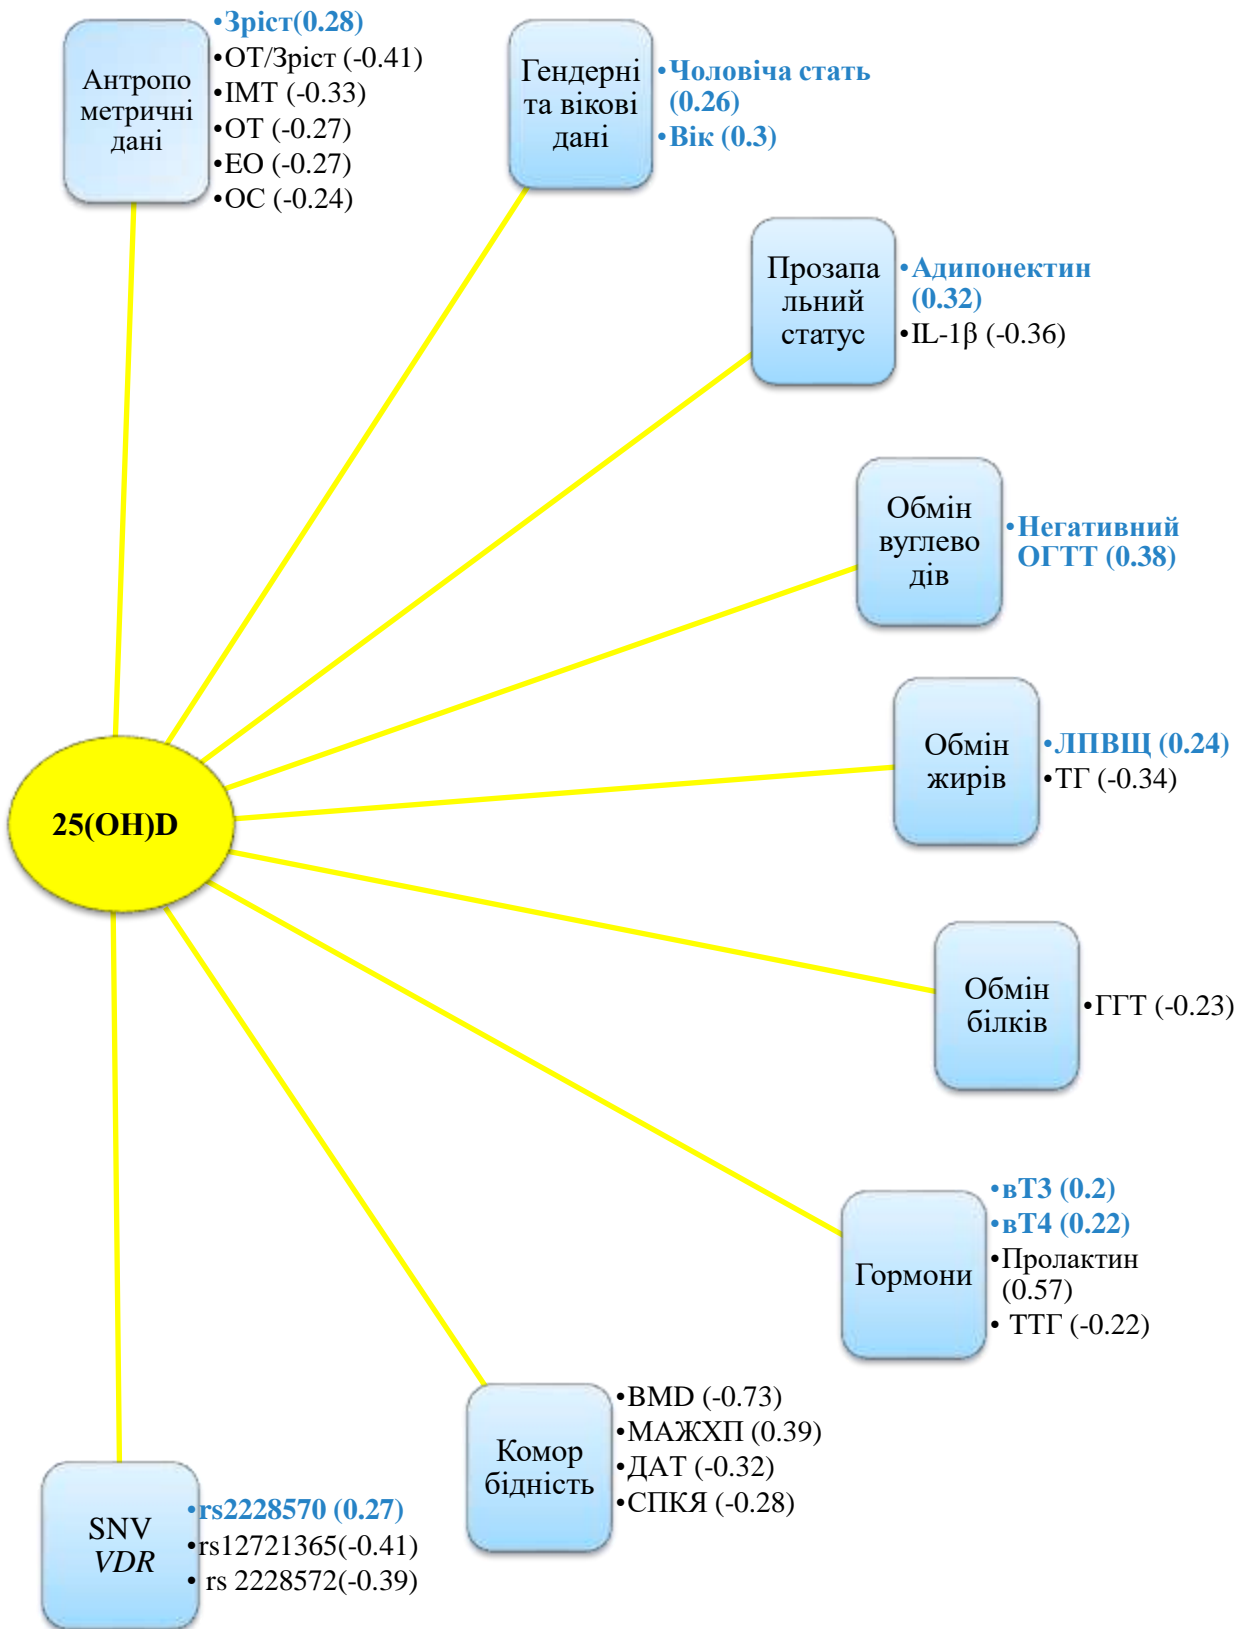 Антропо
метричні
дані
•Зріст(0.28)
•ОТ/Зріст (-0.41)
•ІМТ (-0.33)
•ОТ (-0.27)
•ЕО (-0.27)
•ОС (-0.24)
Гендерні
та вікові
дані
•Чоловіча стать
(0.26)
•Вік (0.3)
Прозапа
льний
статус
•Адипонектин
(0.32)
•IL-1β (-0.36)
Обмін
вуглево
дів
•Негативний
ОГТТ (0.38)
Обмін
жирів
•ЛПВЩ (0.24)
•ТГ (-0.34)
25(OH)D
Обмін
білків
•ГГТ (-0.23)
Гормони
•вТ3 (0.2)
•вТ4 (0.22)
•Пролактин
(0.57)
• ТТГ (-0.22)
Комор
бідність
•BMD (-0.73)
•МАЖХП (0.39)
•ДАТ (-0.32)
•СПКЯ (-0.28)
SNV
VDR
•rs2228570 (0.27)
•rs12721365(-0.41)
• rs 2228572(-0.39)